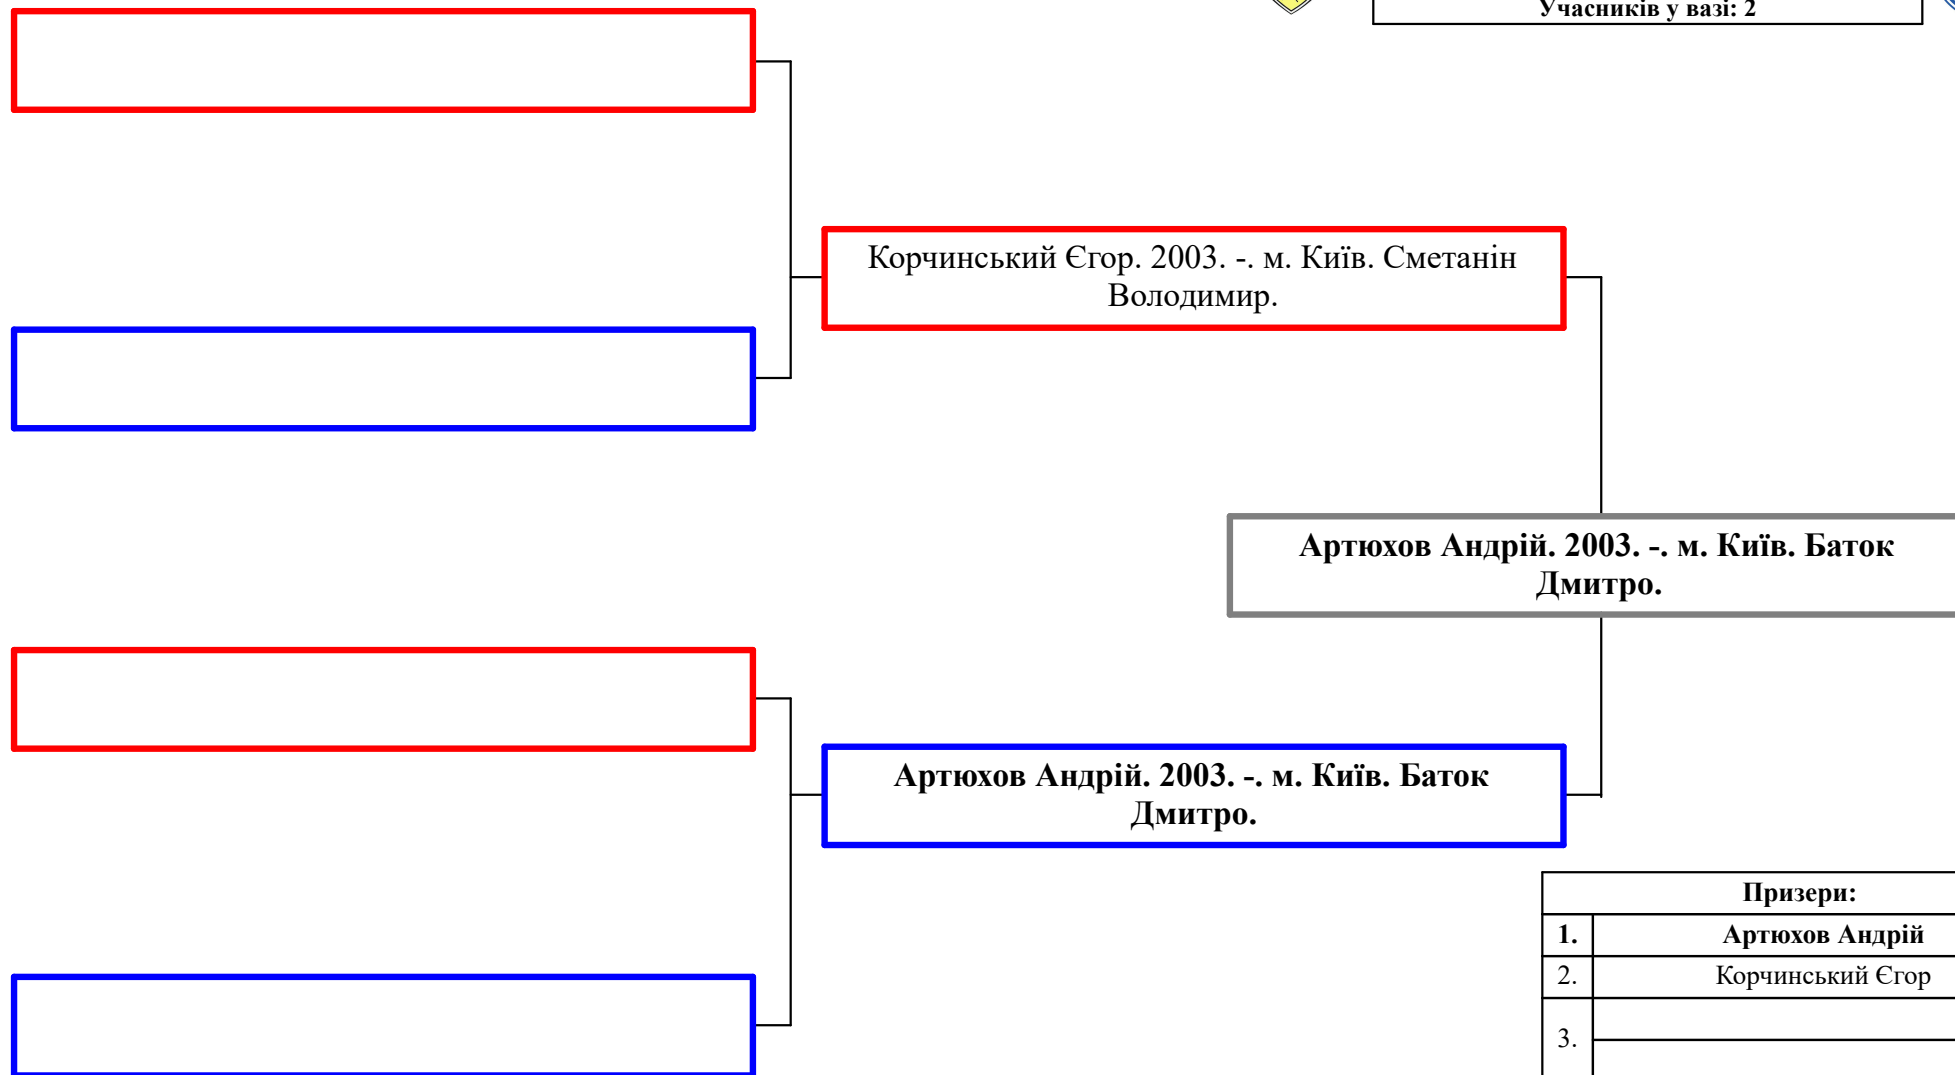 Учасників у вазі: 2
Корчинський Єгор. 2003. -. м. Київ. Сметанін
Володимир.
Артюхов Андрій. 2003. -. м. Київ. Баток
Дмитро.
Артюхов Андрій. 2003. -. м. Київ. Баток
Дмитро.
Призери:
1. Артюхов Андрій
2. Корчинський Єгор
3.